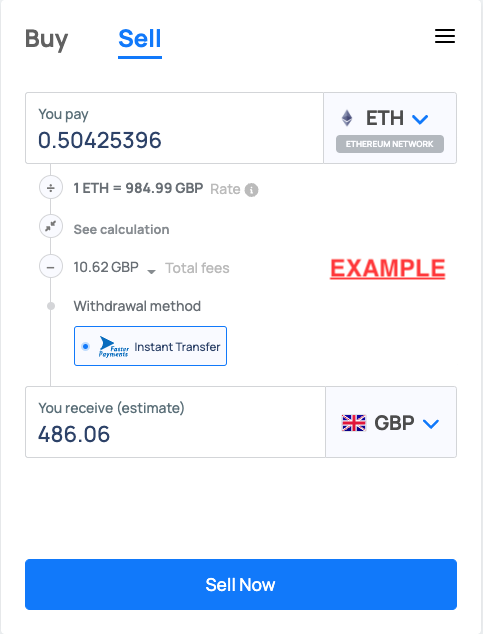 Buy Sell
You pay
0.50425396
ETH
ETHEREUM NETWORK
1 ETH = 984.99 GBP Rate
See calculation
10.62 GBP Total fees
EXAMPLE
Withdrawal method
Faster Payments Instant Transfer
You receive (estimate)
486.06
GBP
Sell Now